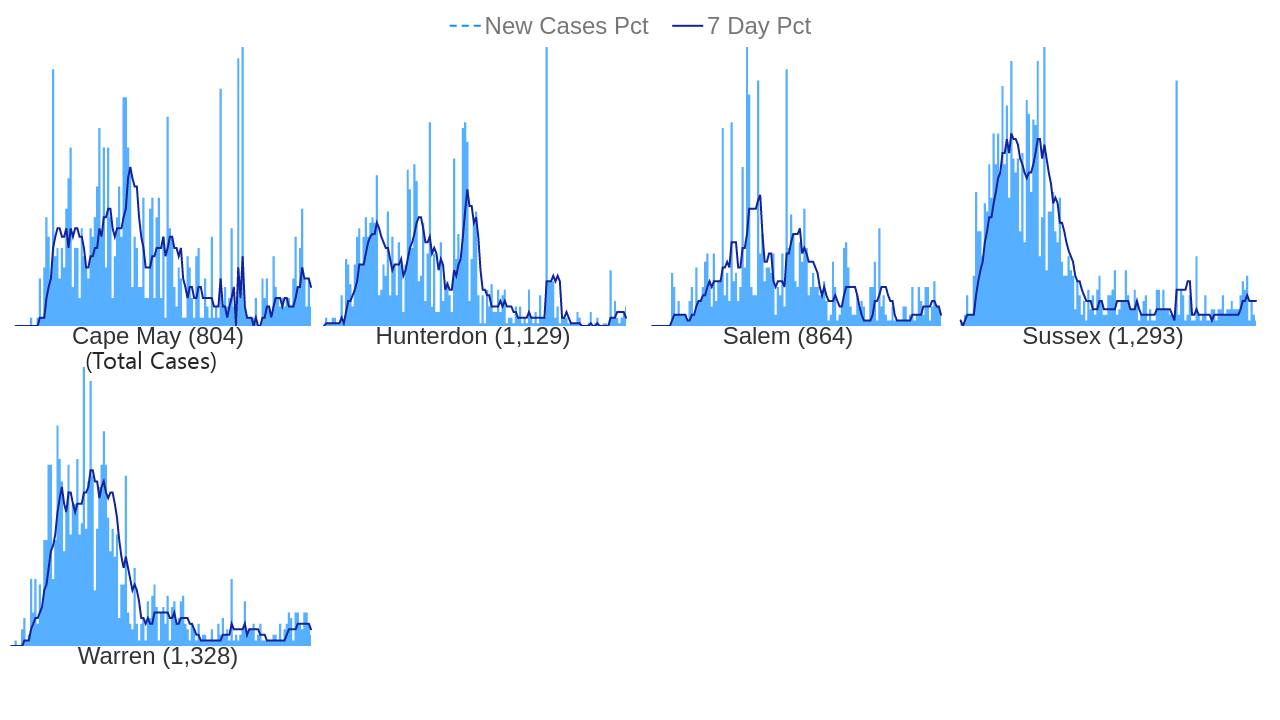 New Cases Pct 7 Day Pct
Cape May (804) Hunterdon (1,129) Salem (864) Sussex (1,293)
(Total Cases)
Warren (1,328)